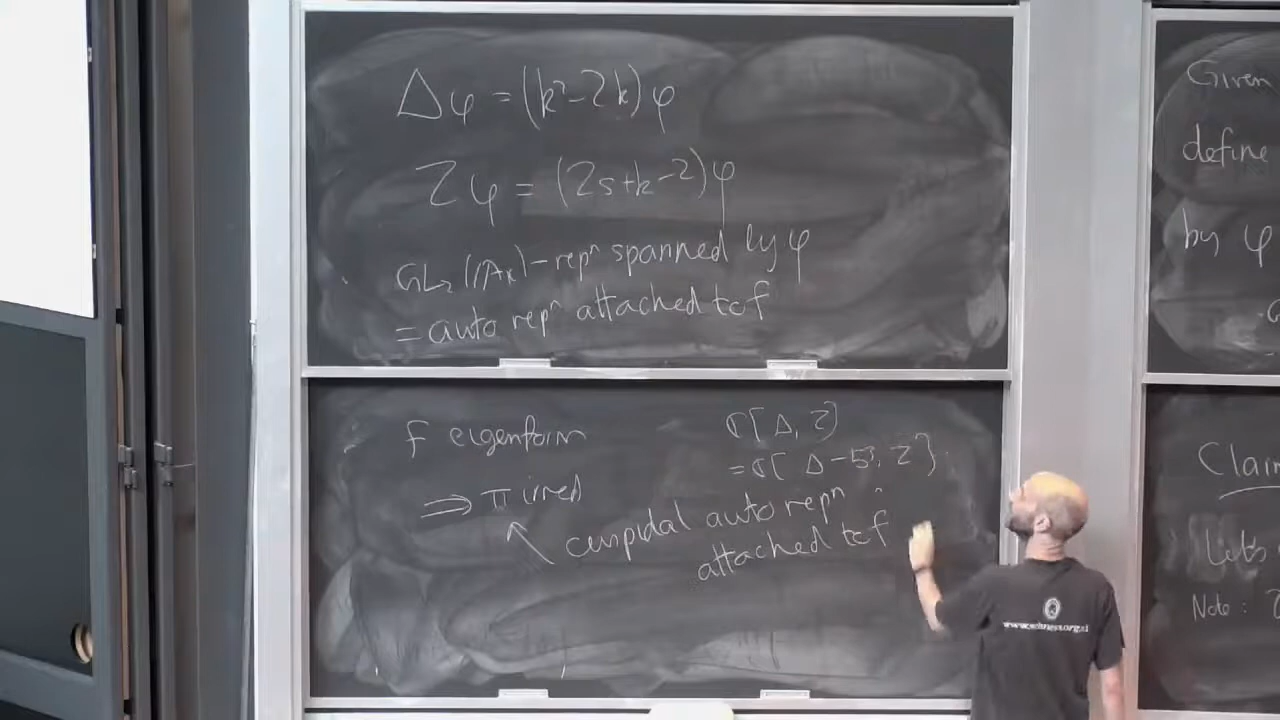 Δφ = (k²-2k)φ
Zφ = (2s+k-2)φ
GL₂(𝔸_K)-repⁿ spanned by φ
= auto repⁿ attached to f
f eigenform
⇒ π irred
cuspidal auto repⁿ
attached to f
ℂ[Δ, Z]
=ℂ[Δ-53, Z]
Given
define
by φ
Claim
Let's
Note :